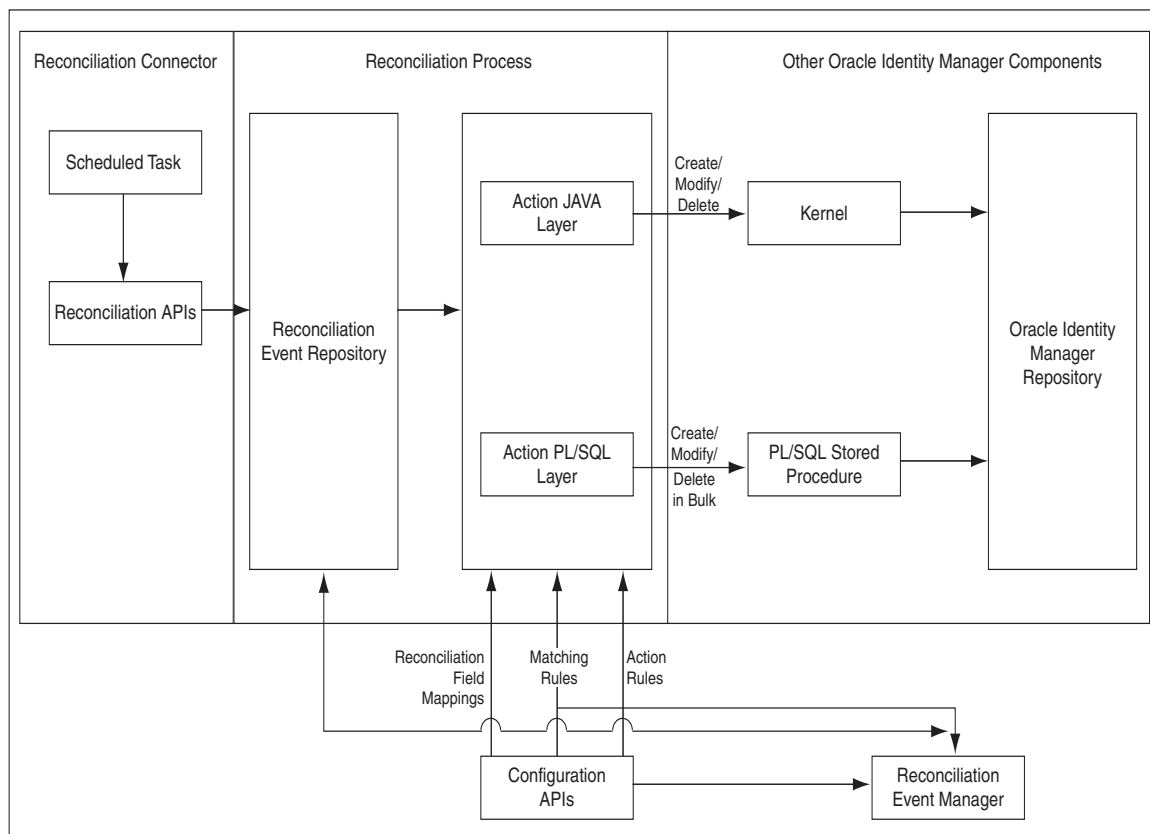 Reconciliation Connector
Reconciliation Process
Other Oracle Identity Manager Components
Scheduled Task
Reconciliation APIs
Reconciliation
Event Repository
Action JAVA
Layer
Create/
Modify/
Delete
Kernel
Action PL/SQL
Layer
Create/
Modify/
Delete
in Bulk
PL/SQL Stored
Procedure
Oracle Identity
Manager
Repository
Reconciliation
Field
Mappings
Matching
Rules
Action
Rules
Configuration
APIs
Reconciliation
Event Manager